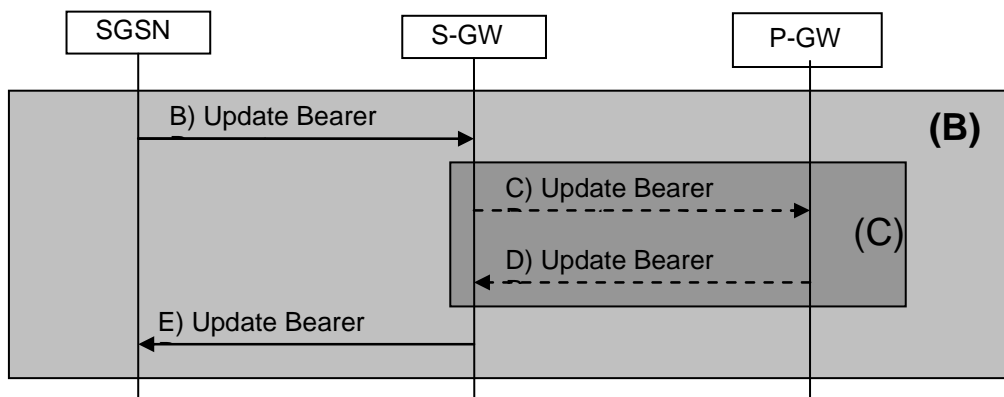 SGSN
S-GW
P-GW
B) Update Bearer
(B)
C) Update Bearer
(C)
D) Update Bearer
E) Update Bearer